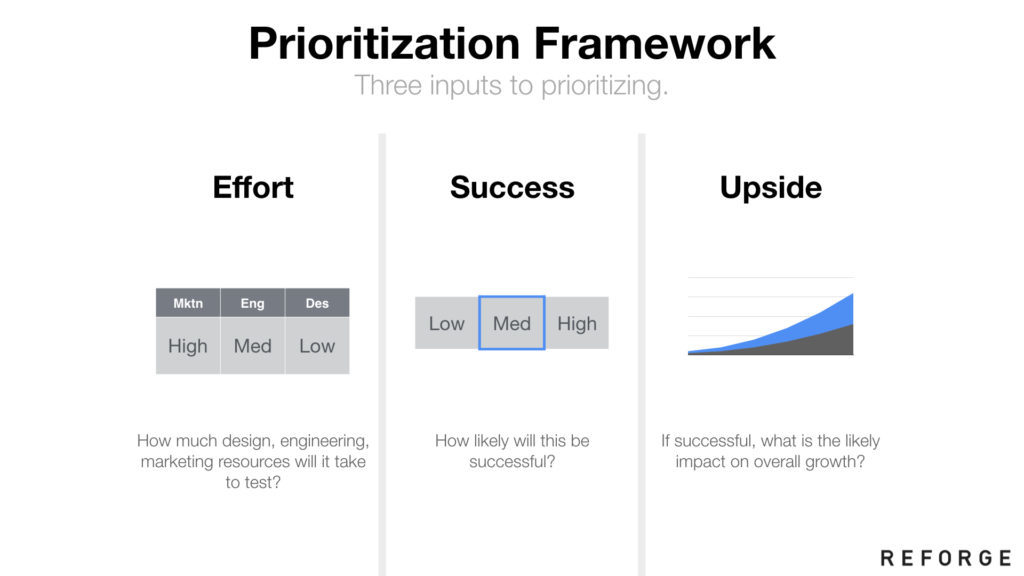 Prioritization Framework
Three inputs to prioritizing.
Effort
Mktn Eng Des
High Med Low
How much design, engineering,
marketing resources will it take
to test?
Success
Low Med High
How likely will this be
successful?
Upside
If successful, what is the likely
impact on overall growth?
REFORGE